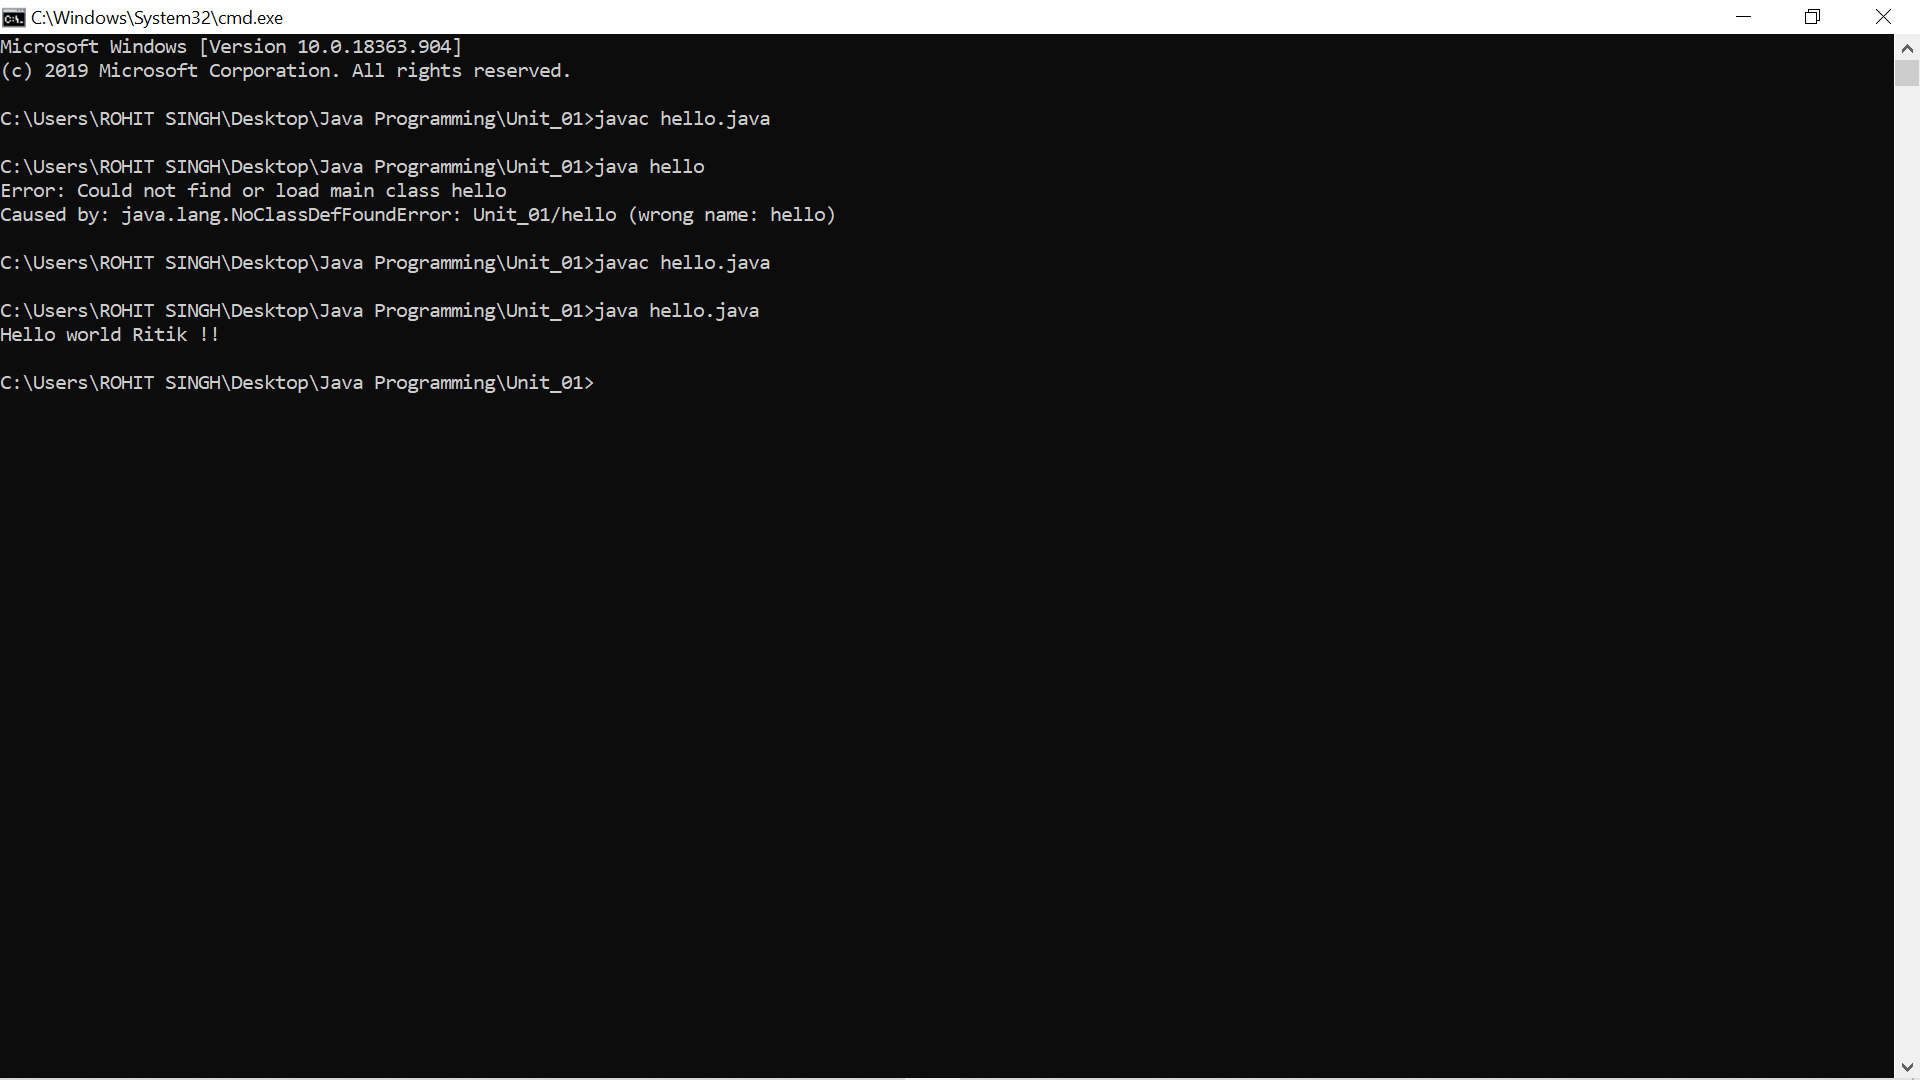 C:\Windows\System32\cmd.exe
Microsoft Windows [Version 10.0.18363.904]
(c) 2019 Microsoft Corporation. All rights reserved.
C:\Users\ROHIT SINGH\Desktop\Java Programming\Unit_01>javac hello.java
C:\Users\ROHIT SINGH\Desktop\Java Programming\Unit_01>java hello
Error: Could not find or load main class hello
Caused by: java.lang.NoClassDefFoundError: Unit_01/hello (wrong name: hello)
C:\Users\ROHIT SINGH\Desktop\Java Programming\Unit_01>javac hello.java
C:\Users\ROHIT SINGH\Desktop\Java Programming\Unit_01>java hello.java
Hello world Ritik !!
C:\Users\ROHIT SINGH\Desktop\Java Programming\Unit_01>